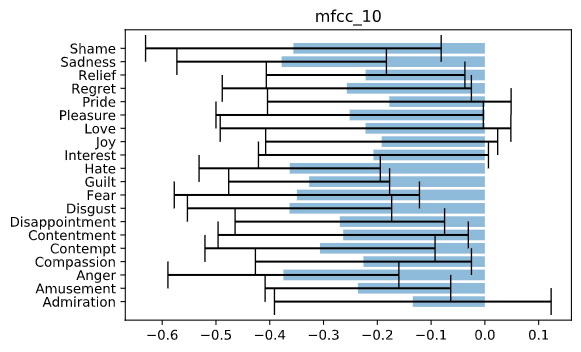 mfcc_10
Shame
Sadness
Relief
Regret
Pride
Pleasure
Love
Joy
Interest
Hate
Guilt
Fear
Disgust
Disappointment
Contentment
Contempt
Compassion
Anger
Amusement
Admiration
−0.6 −0.5 −0.4 −0.3 −0.2 −0.1 0.0 0.1